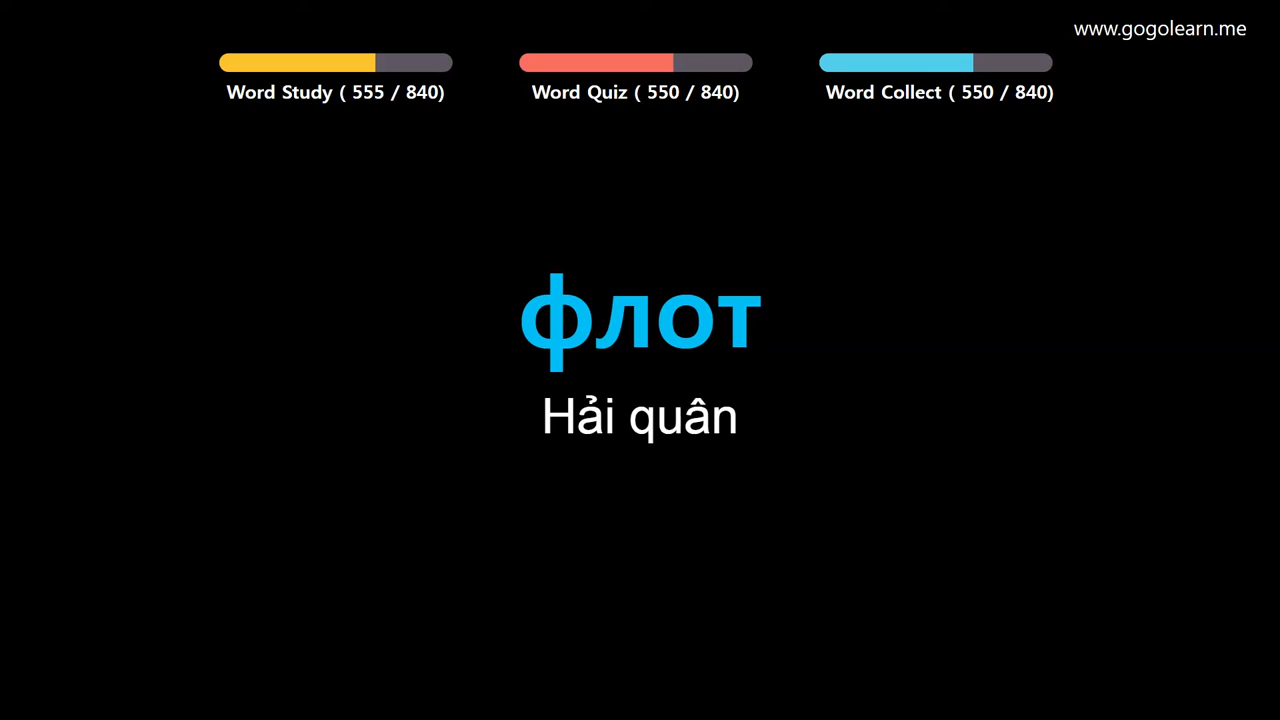 www.gogolearn.me
Word Study ( 555 / 840)
Word Quiz ( 550 / 840)
Word Collect ( 550 / 840)
флот
Hải quân